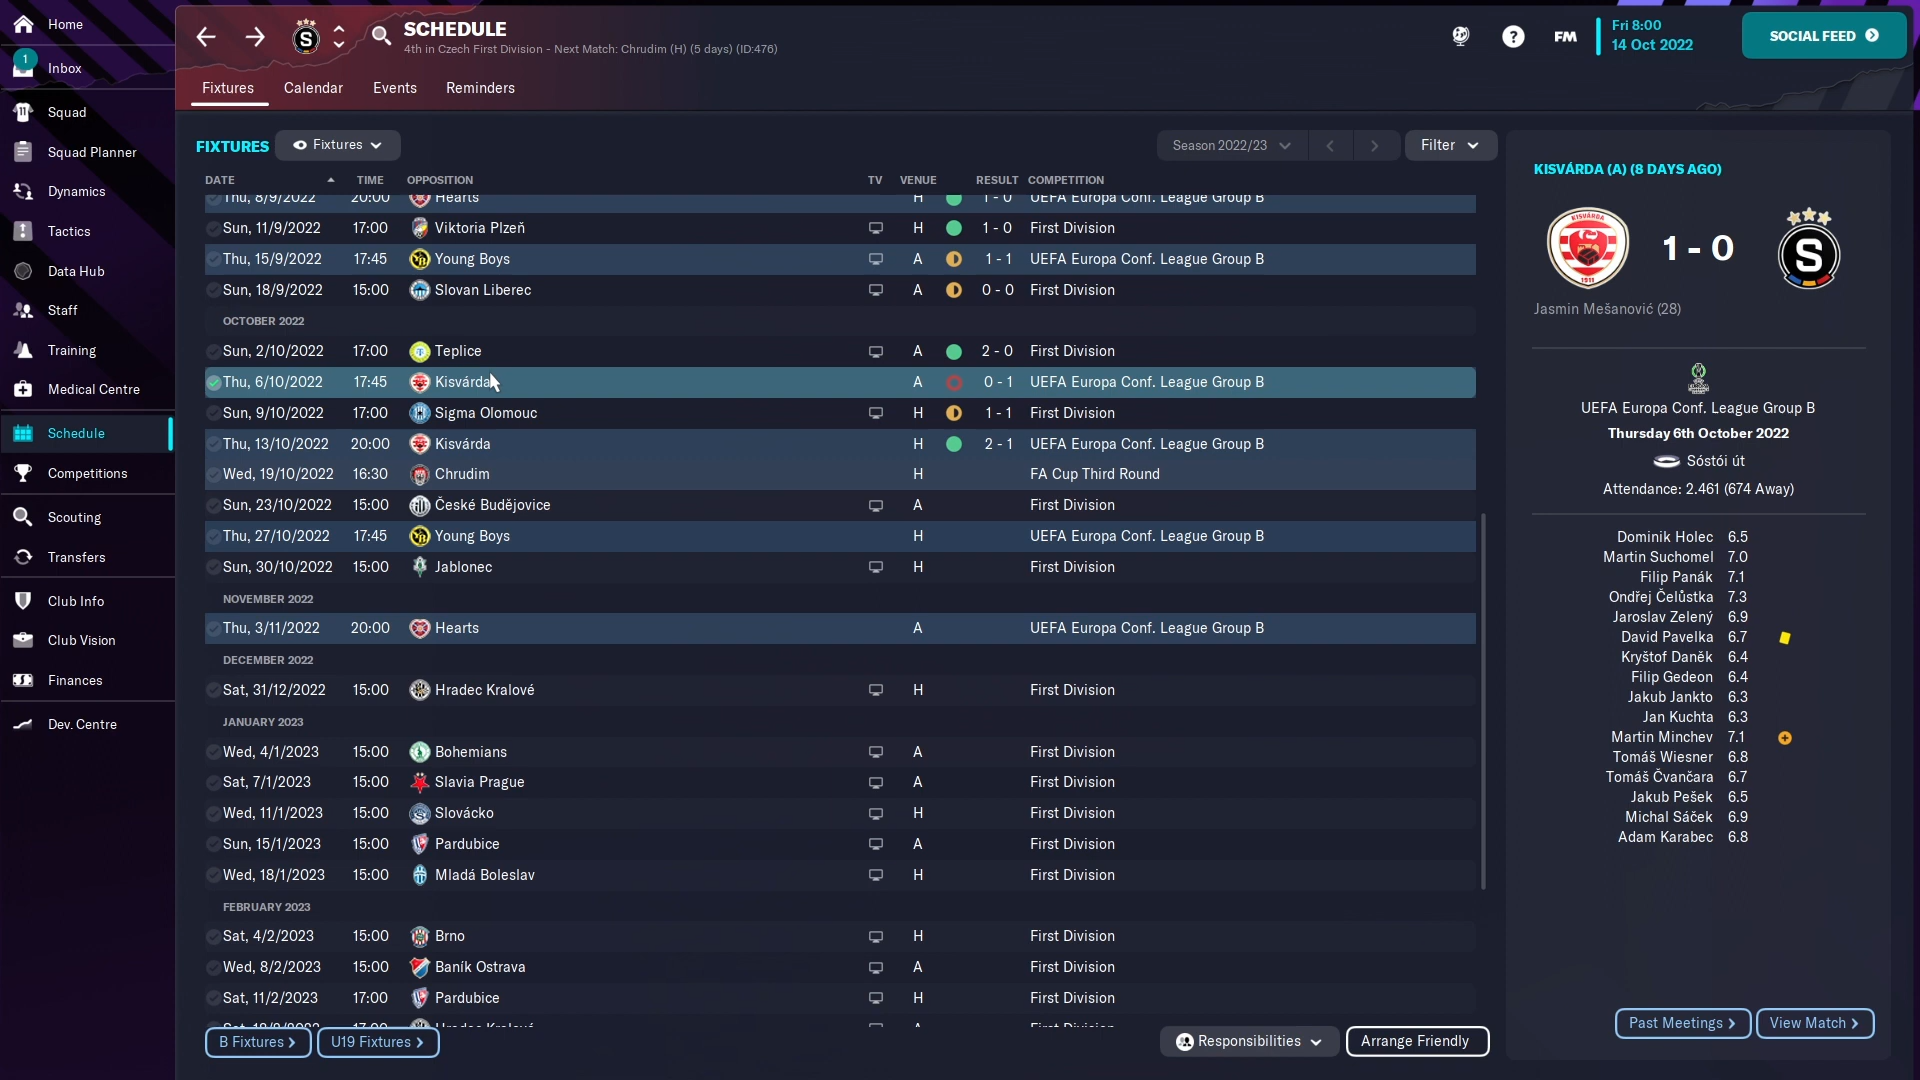 Home
1
Inbox
Squad
Squad Planner
Dynamics
Tactics
Data Hub
Staff
Training
Medical Centre
Schedule
Competitions
Scouting
Transfers
Club Info
Club Vision
Finances
Dev. Centre
S
SCHEDULE
4th in Czech First Division - Next Match: Chrudim (H) (5 days) (ID:476)
? FM
Fri 8:00
14 Oct 2022
SOCIAL FEED
Fixtures Calendar Events Reminders
FIXTURES Fixtures Season 2022/23 Filter
DATE TIME OPPOSITION TV VENUE RESULT COMPETITION
Thu, 8/9/2022 20:00 Hearts H 1 - 0 UEFA Europa Conf. League Group B
Sun, 11/9/2022 17:00 Viktoria Plzeň H 1 - 0 First Division
Thu, 15/9/2022 17:45 Young Boys A 1 - 1 UEFA Europa Conf. League Group B
Sun, 18/9/2022 15:00 Slovan Liberec A 0 - 0 First Division
OCTOBER 2022
Sun, 2/10/2022 17:00 Teplice A 2 - 0 First Division
Thu, 6/10/2022 17:45 Kisvárda A 0 - 1 UEFA Europa Conf. League Group B
Sun, 9/10/2022 17:00 Sigma Olomouc H 1 - 1 First Division
Thu, 13/10/2022 20:00 Kisvárda H 2 - 1 UEFA Europa Conf. League Group B
Wed, 19/10/2022 16:30 Chrudim H FA Cup Third Round
Sun, 23/10/2022 15:00 České Budějovice A First Division
Thu, 27/10/2022 17:45 Young Boys H UEFA Europa Conf. League Group B
Sun, 30/10/2022 15:00 Jablonec H First Division
NOVEMBER 2022
Thu, 3/11/2022 20:00 Hearts A UEFA Europa Conf. League Group B
DECEMBER 2022
Sat, 31/12/2022 15:00 Hradec Kralové H First Division
JANUARY 2023
Wed, 4/1/2023 15:00 Bohemians A First Division
Sat, 7/1/2023 15:00 Slavia Prague A First Division
Wed, 11/1/2023 15:00 Slovácko H First Division
Sun, 15/1/2023 15:00 Pardubice A First Division
Wed, 18/1/2023 15:00 Mladá Boleslav H First Division
FEBRUARY 2023
Sat, 4/2/2023 15:00 Brno H First Division
Wed, 8/2/2023 15:00 Baník Ostrava A First Division
Sat, 11/2/2023 17:00 Pardubice H First Division
B Fixtures U19 Fixtures Responsibilities Arrange Friendly
KISVÁRDA (A) (8 DAYS AGO)
KISVÁRDA
1911
1 - 0
S
Jasmin Mešanović (28)
UEFA Europa Conf. League Group B
Thursday 6th October 2022
Sóstói út
Attendance: 2.461 (674 Away)
Dominik Holec 6.5
Martin Suchomel 7.0
Filip Panák 7.1
Ondřej Čelůstka 7.3
Jaroslav Zelený 6.9
David Pavelka 6.7
Kryštof Daněk 6.4
Filip Gedeon 6.4
Jakub Jankto 6.3
Jan Kuchta 6.3
Martin Minchev 7.1
Tomáš Wiesner 6.8
Tomáš Čvančara 6.7
Jakub Pešek 6.5
Michal Sáček 6.9
Adam Karabec 6.8
Past Meetings View Match